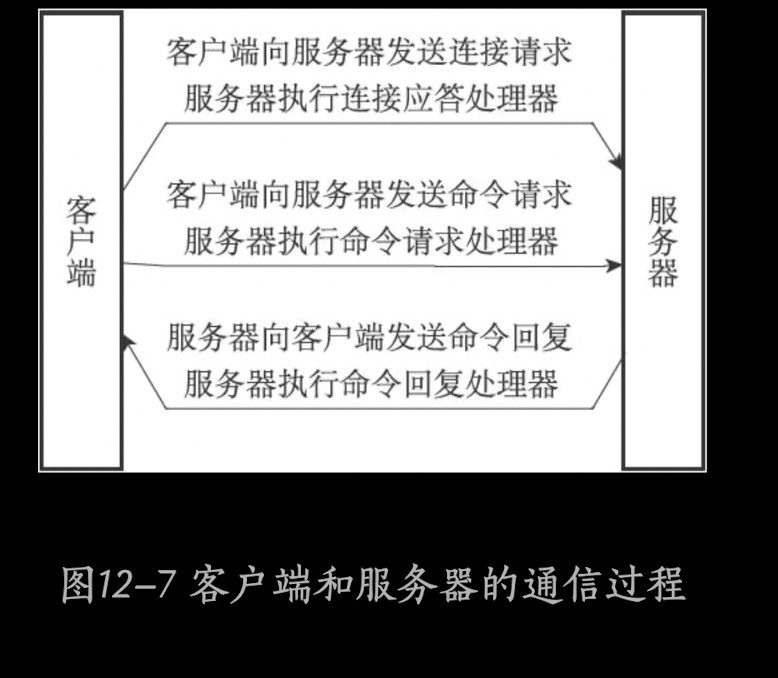 客户端向服务器发送连接请求
服务器执行连接应答处理器
客户端
客户端向服务器发送命令请求
服务器执行命令请求处理器
服务器
服务器向客户端发送命令回复
服务器执行命令回复处理器
图12-7 客户端和服务器的通信过程